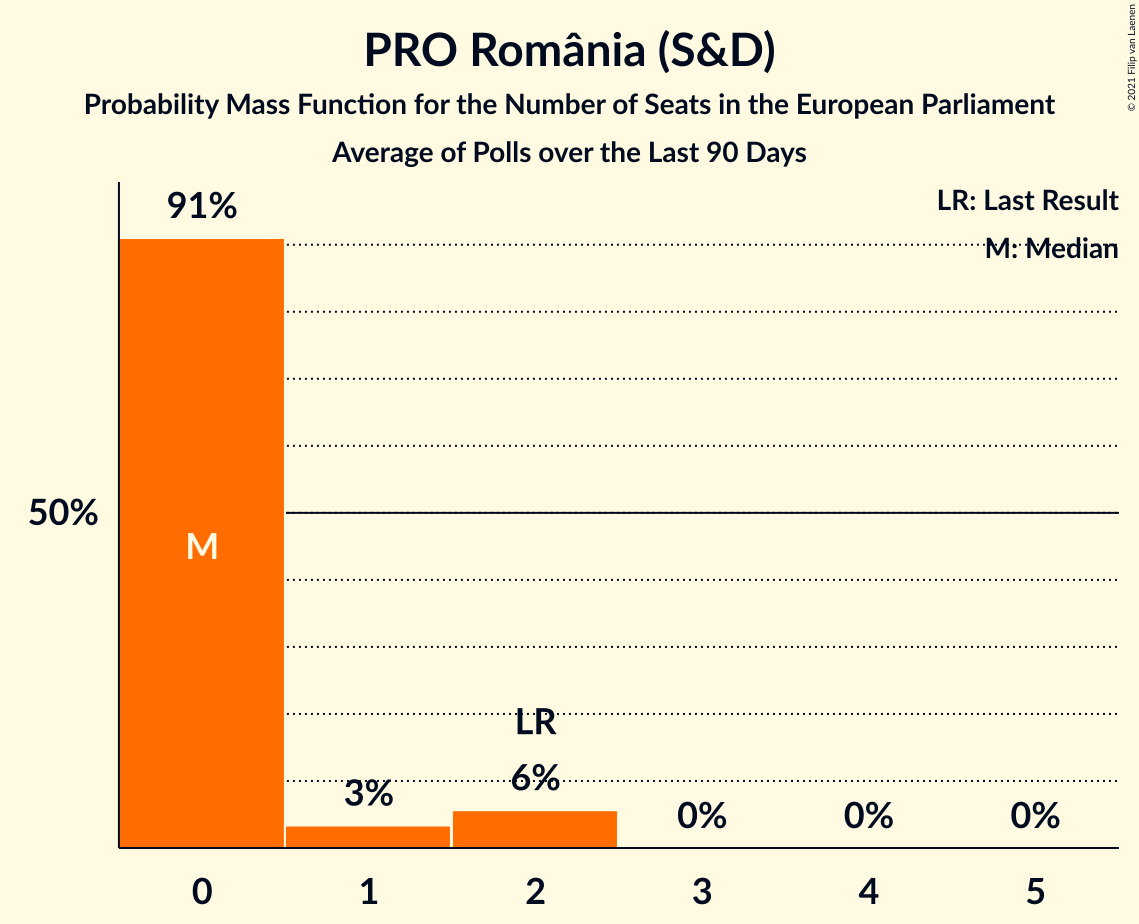 PRO România (S&D)
Probability Mass Function for the Number of Seats in the European Parliament
Average of Polls over the Last 90 Days
© 2021 Filip van Laenen
LR: Last Result
M: Median
91%
50%
M
LR
3%
6%
0%
0%
0%
0
1
2
3
4
5